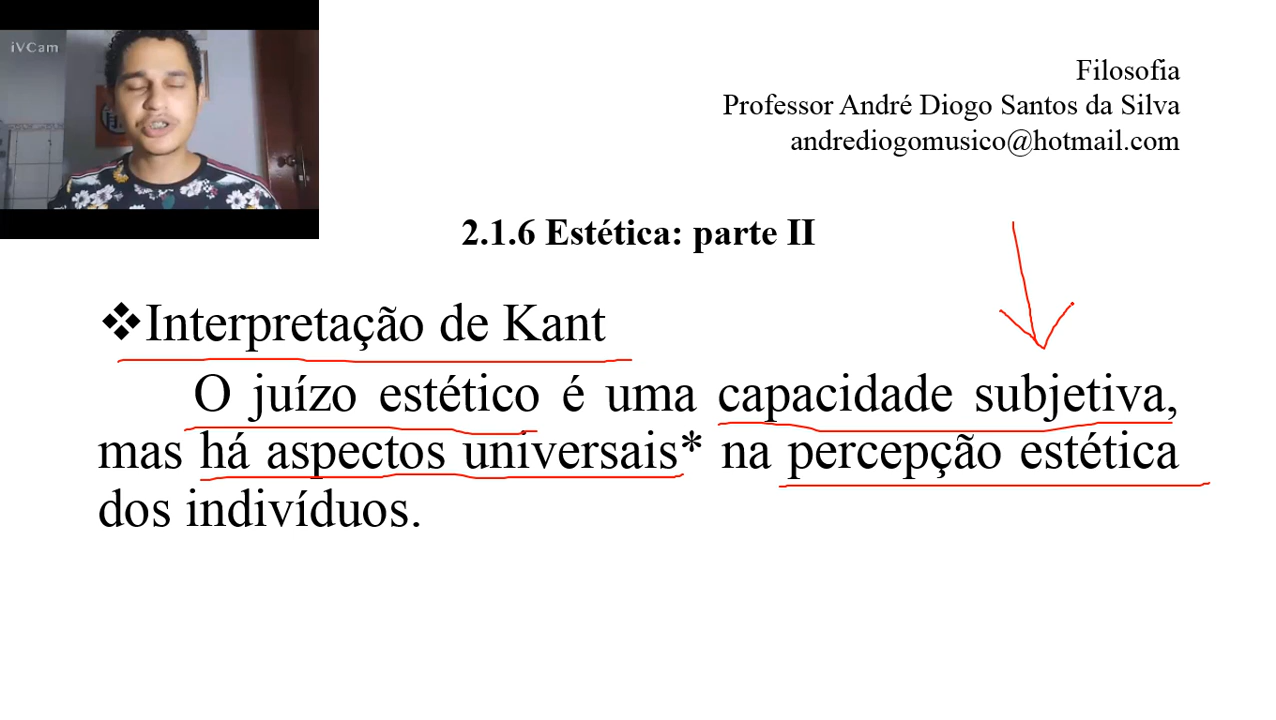 iVCam
Filosofia
Professor André Diogo Santos da Silva
andrediogomusico@hotmail.com
2.1.6 Estética: parte II
❖Interpretação de Kant
O juízo estético é uma capacidade subjetiva,
mas há aspectos universais* na percepção estética
dos indivíduos.